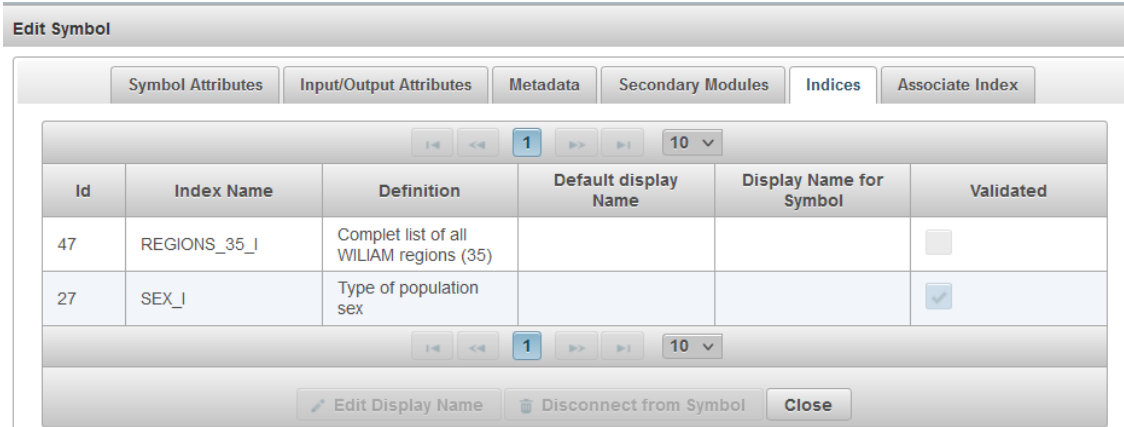 Edit Symbol
Symbol Attributes Input/Output Attributes Metadata Secondary Modules Indices Associate Index
1 10
Id Index Name Definition Default display Name Display Name for Symbol Validated
47 REGIONS_35_I Complet list of all WILIAM regions (35)
27 SEX_I Type of population sex
1 10
Edit Display Name Disconnect from Symbol Close